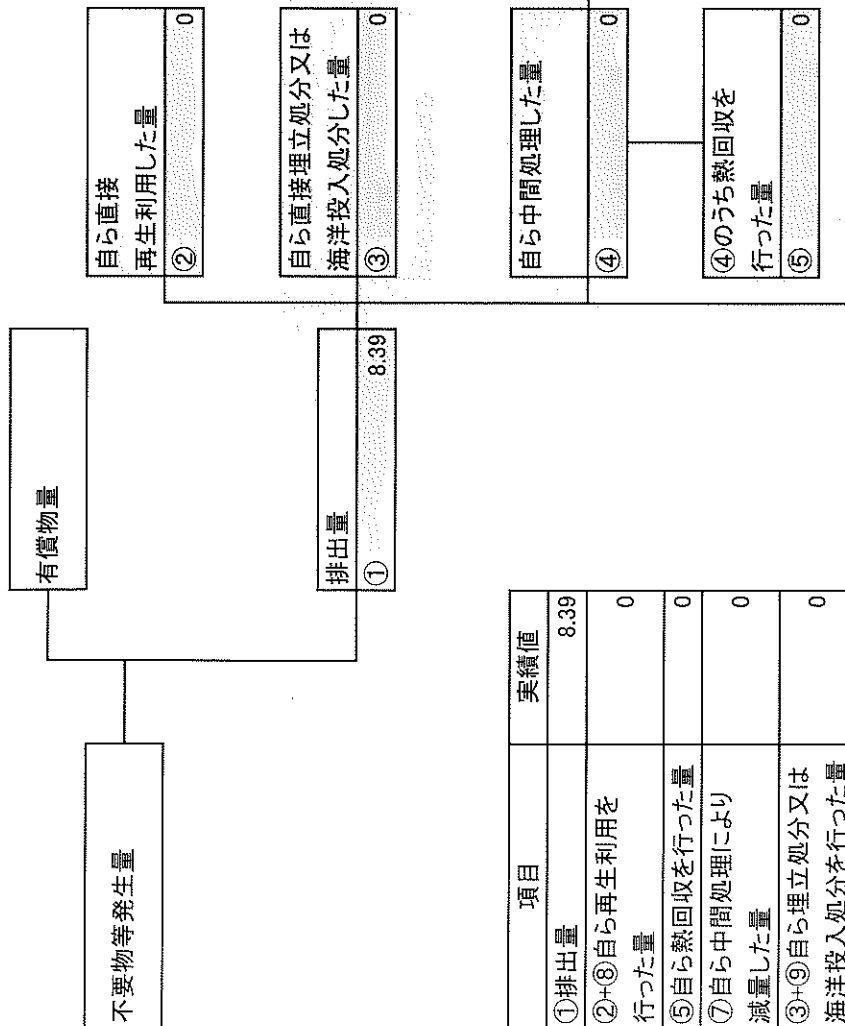 不要物等発生量
有償物量
排出量
① 8.39
自ら直接
再生利用した量
② 0
自ら直接埋立処分又は
海洋投入処分した量
③ 0
自ら中間処理した量
④ 0
④のうち熱回収を
行った量
⑤ 0
項目 実績値
①排出量 8.39
②+⑧自ら再生利用を
行った量 0
⑤自ら熱回収を行った量 0
⑦自ら中間処理により
減量した量 0
③+⑨自ら埋立処分又は
海洋投入処分を行った量 0